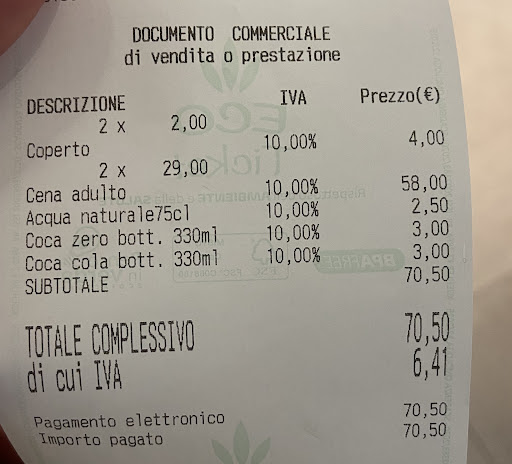 DOCUMENTO COMMERCIALE
di vendita o prestazione
DESCRIZIONE IVA Prezzo(€)
2 x 2,00
Coperto 10,00% 4,00
2 x 29,00
Cena adulto 10,00% 58,00
Acqua naturale75cl 10,00% 2,50
Coca zero bott. 330ml 10,00% 3,00
Coca cola bott. 330ml 10,00% 3,00
SUBTOTALE 70,50
TOTALE COMPLESSIVO 70,50
di cui IVA 6,41
Pagamento elettronico 70,50
Importo pagato 70,50